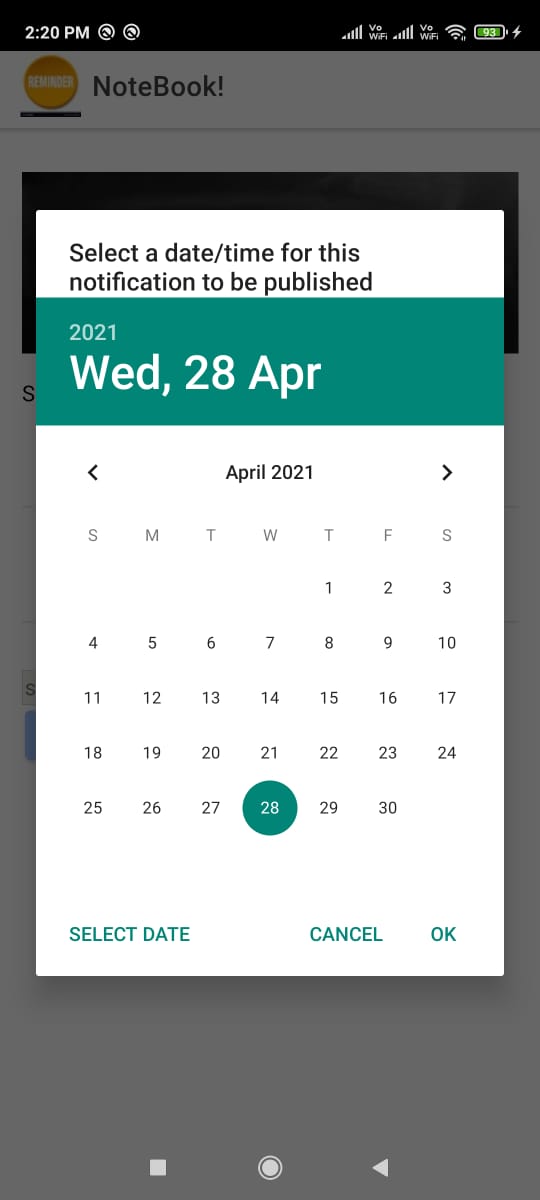 2:20 PM Vo WiFi Vo WiFi 93
REMINDER NoteBook!
Select a date/time for this
notification to be published
2021
Wed, 28 Apr
S
April 2021
S M T W T F S
1 2 3
4 5 6 7 8 9 10
11 12 13 14 15 16 17
S
18 19 20 21 22 23 24
25 26 27 28 29 30
SELECT DATE CANCEL OK